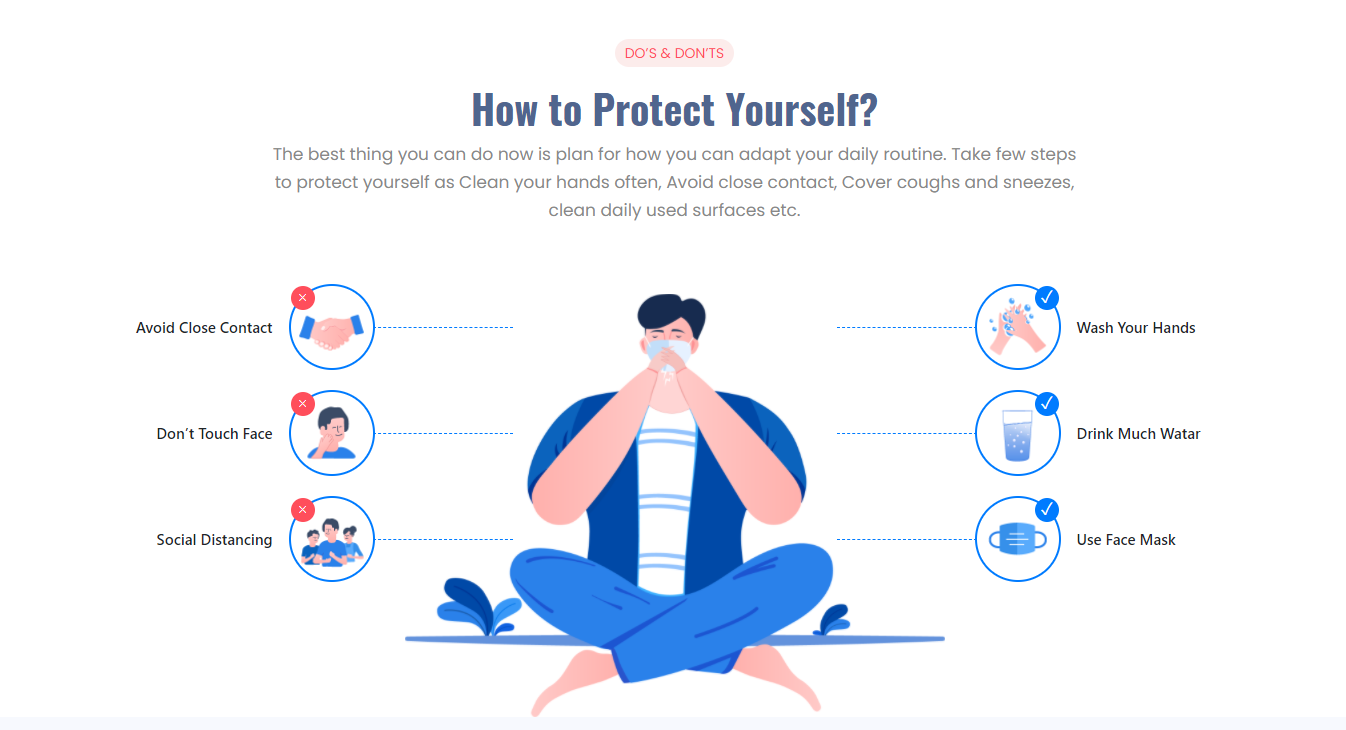 DO'S & DON'TS
How to Protect Yourself?
The best thing you can do now is plan for how you can adapt your daily routine. Take few steps
to protect yourself as Clean your hands often, Avoid close contact, Cover coughs and sneezes,
clean daily used surfaces etc.
Avoid Close Contact
Don't Touch Face
Social Distancing
Wash Your Hands
Drink Much Watar
Use Face Mask